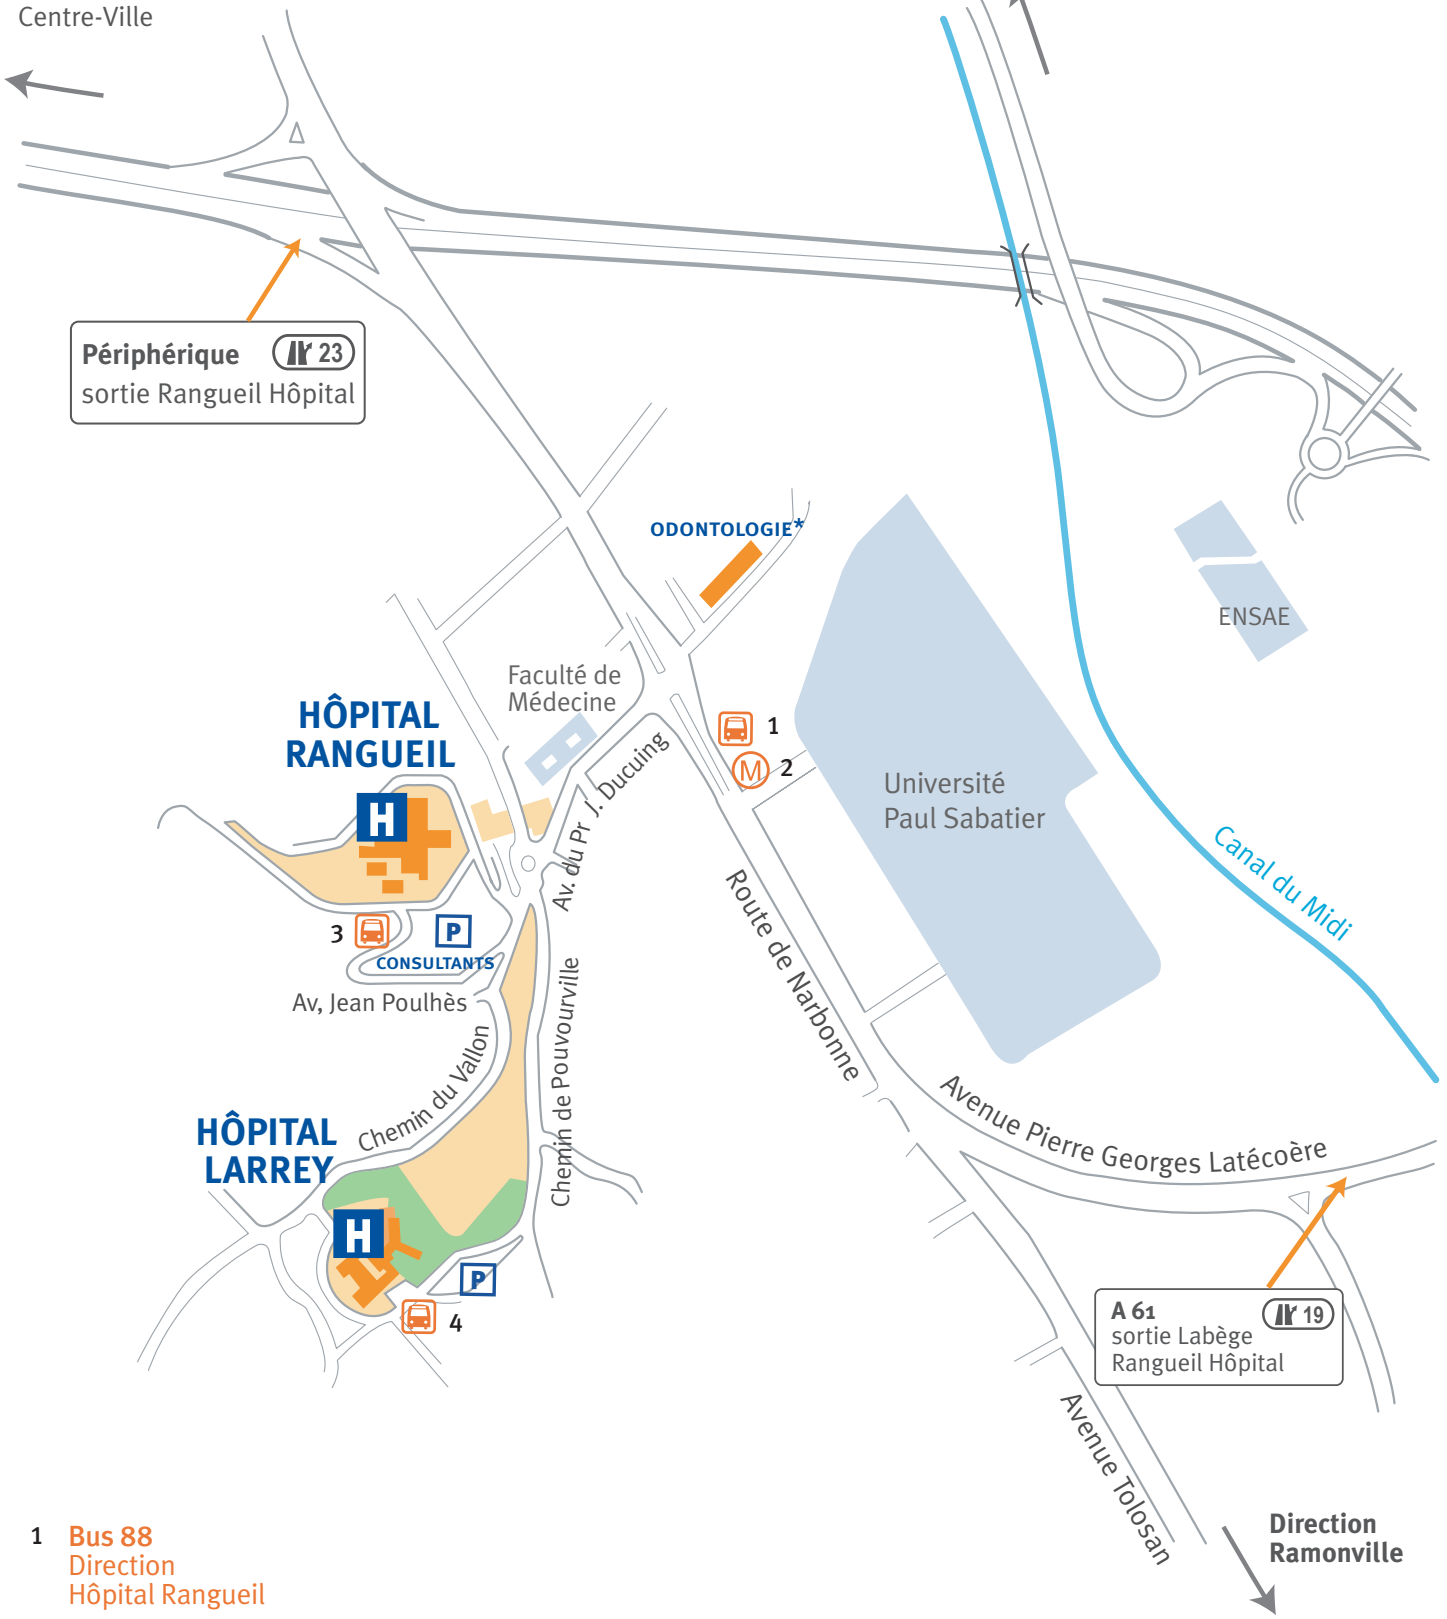 Centre-Ville
Périphérique 23
sortie Rangueil Hôpital
ODONTOLOGIE*
ENSAE
Faculté de
Médecine
HÔPITAL
RANGUEIL
H
1
M 2
Av. du Pr J. Ducuing
Université
Paul Sabatier
Canal du Midi
Route de Narbonne
3
P
CONSULTANTS
Av, Jean Poulhès
Chemin du Vallon
Chemin de Pouvourville
Avenue Pierre Georges Latécoère
HÔPITAL
LARREY
H
P
4
A 61 19
sortie Labège
Rangueil Hôpital
Avenue Tolosan
Direction
Ramonville
1 Bus 88
Direction
Hôpital Rangueil